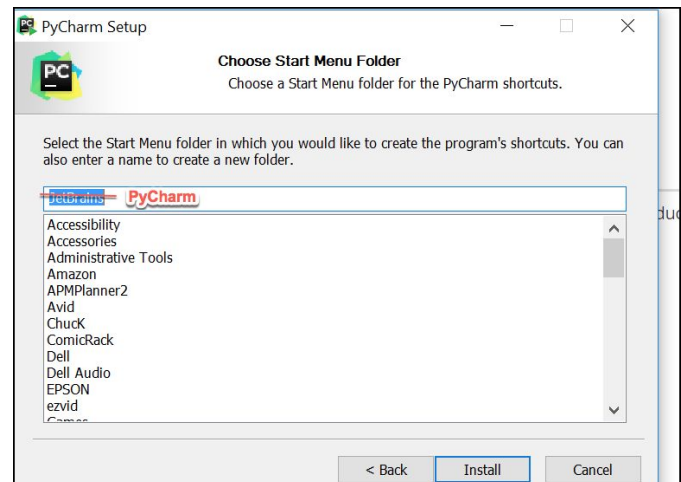 PyCharm Setup
PC
Choose Start Menu Folder
Choose a Start Menu folder for the PyCharm shortcuts.
Select the Start Menu folder in which you would like to create the program's shortcuts. You can
also enter a name to create a new folder.
JetBrains PyCharm
duc
Accessibility
Accessories
Administrative Tools
Amazon
APMPlanner2
Avid
ChucK
ComicRack
Dell
Dell Audio
EPSON
ezvid
Games
< Back Install Cancel